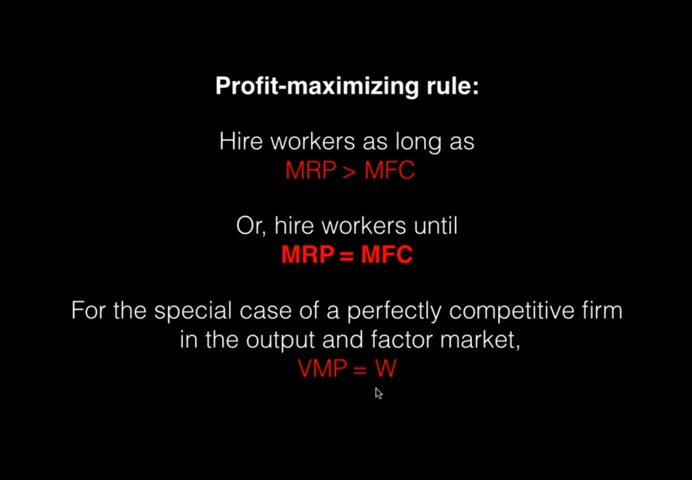 Profit-maximizing rule:
Hire workers as long as
MRP > MFC
Or, hire workers until
MRP = MFC
For the special case of a perfectly competitive firm
in the output and factor market,
VMP = W